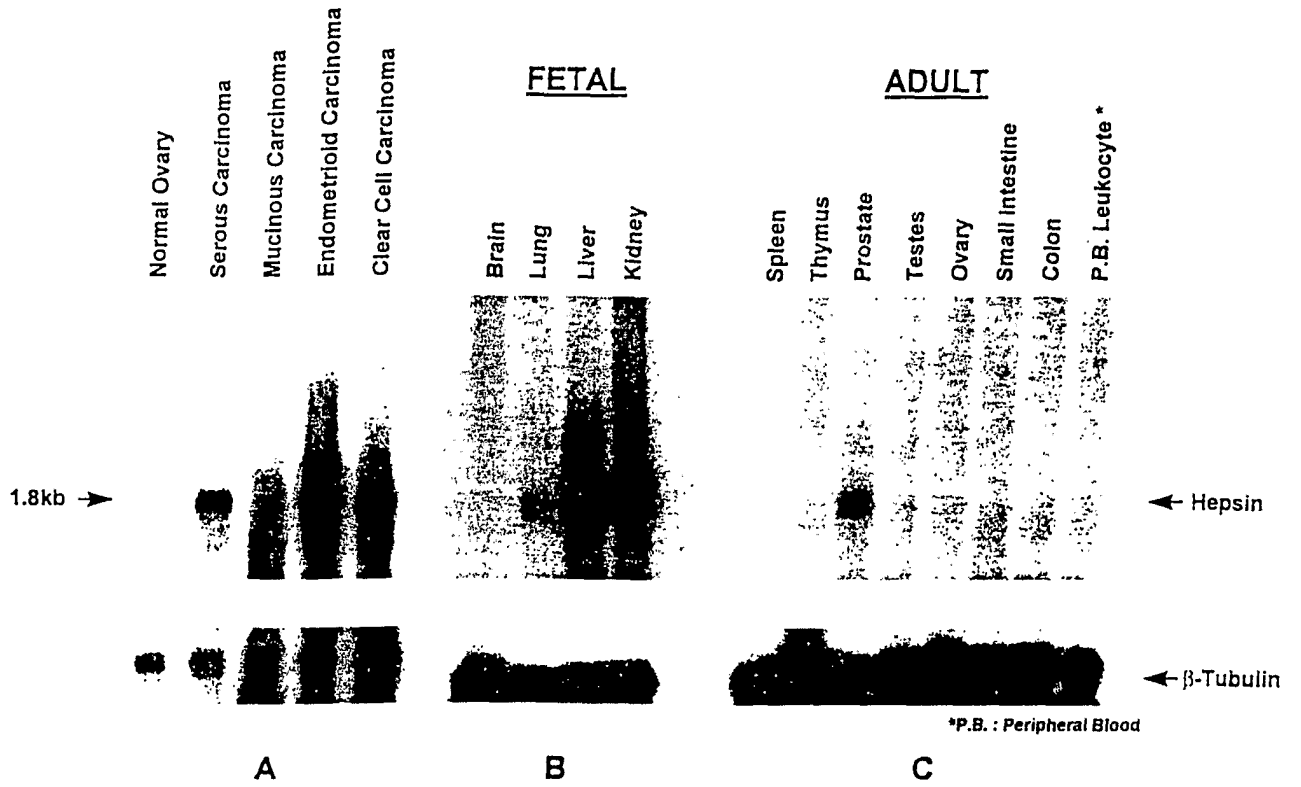 Normal Ovary
Serous Carcinoma
Mucinous Carcinoma
Endometrioid Carcinoma
Clear Cell Carcinoma
FETAL
Brain
Lung
Liver
Kidney
ADULT
Spleen
Thymus
Prostate
Testes
Ovary
Small Intestine
Colon
P.B. Leukocyte *
1.8kb
Hepsin
β-Tubulin
*P.B. : Peripheral Blood
A
B
C